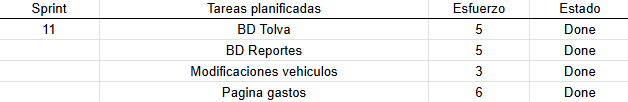 Sprint Tareas planificadas Esfuerzo Estado
11 BD Tolva 5 Done
BD Reportes 5 Done
Modificaciones vehiculos 3 Done
Pagina gastos 6 Done